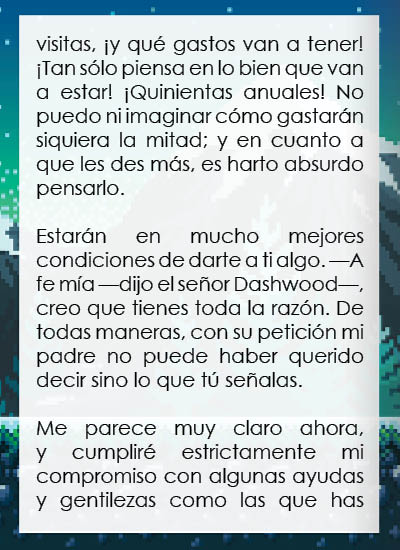 visitas, ¡y qué gastos van a tener!
¡Tan sólo piensa en lo bien que van
a estar! ¡Quinientas anuales! No
puedo ni imaginar cómo gastarán
siquiera la mitad; y en cuanto a
que les des más, es harto absurdo
pensarlo.
Estarán en mucho mejores
condiciones de darte a ti algo. —A
fe mía —dijo el señor Dashwood—,
creo que tienes toda la razón. De
todas maneras, con su petición mi
padre no puede haber querido
decir sino lo que tú señalas.
Me parece muy claro ahora,
y cumpliré estrictamente mi
compromiso con algunas ayudas
y gentilezas como las que has